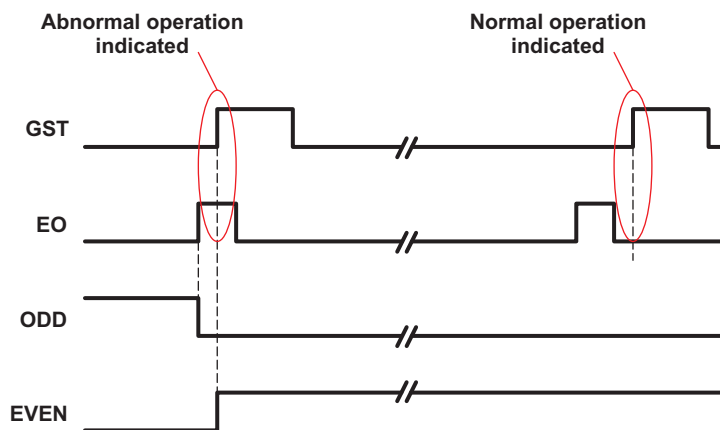 Abnormal operation
indicated
Normal operation
indicated
GST
EO
ODD
EVEN